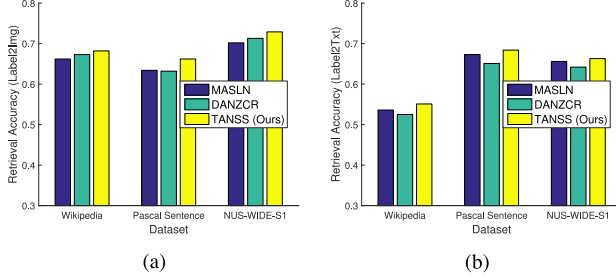 Retrieval Accuracy (Label2Img)
0.8
0.7
0.6
0.5
0.4
0.3
MASLN
DANZCR
TANSS (Ours)
Wikipedia Pascal Sentence NUS-WIDE-S1
Dataset
(a)
Retrieval Accuracy (Label2Txt)
0.8
0.7
0.6
0.5
0.4
0.3
MASLN
DANZCR
TANSS (Ours)
Wikipedia Pascal Sentence NUS-WIDE-S1
Dataset
(b)